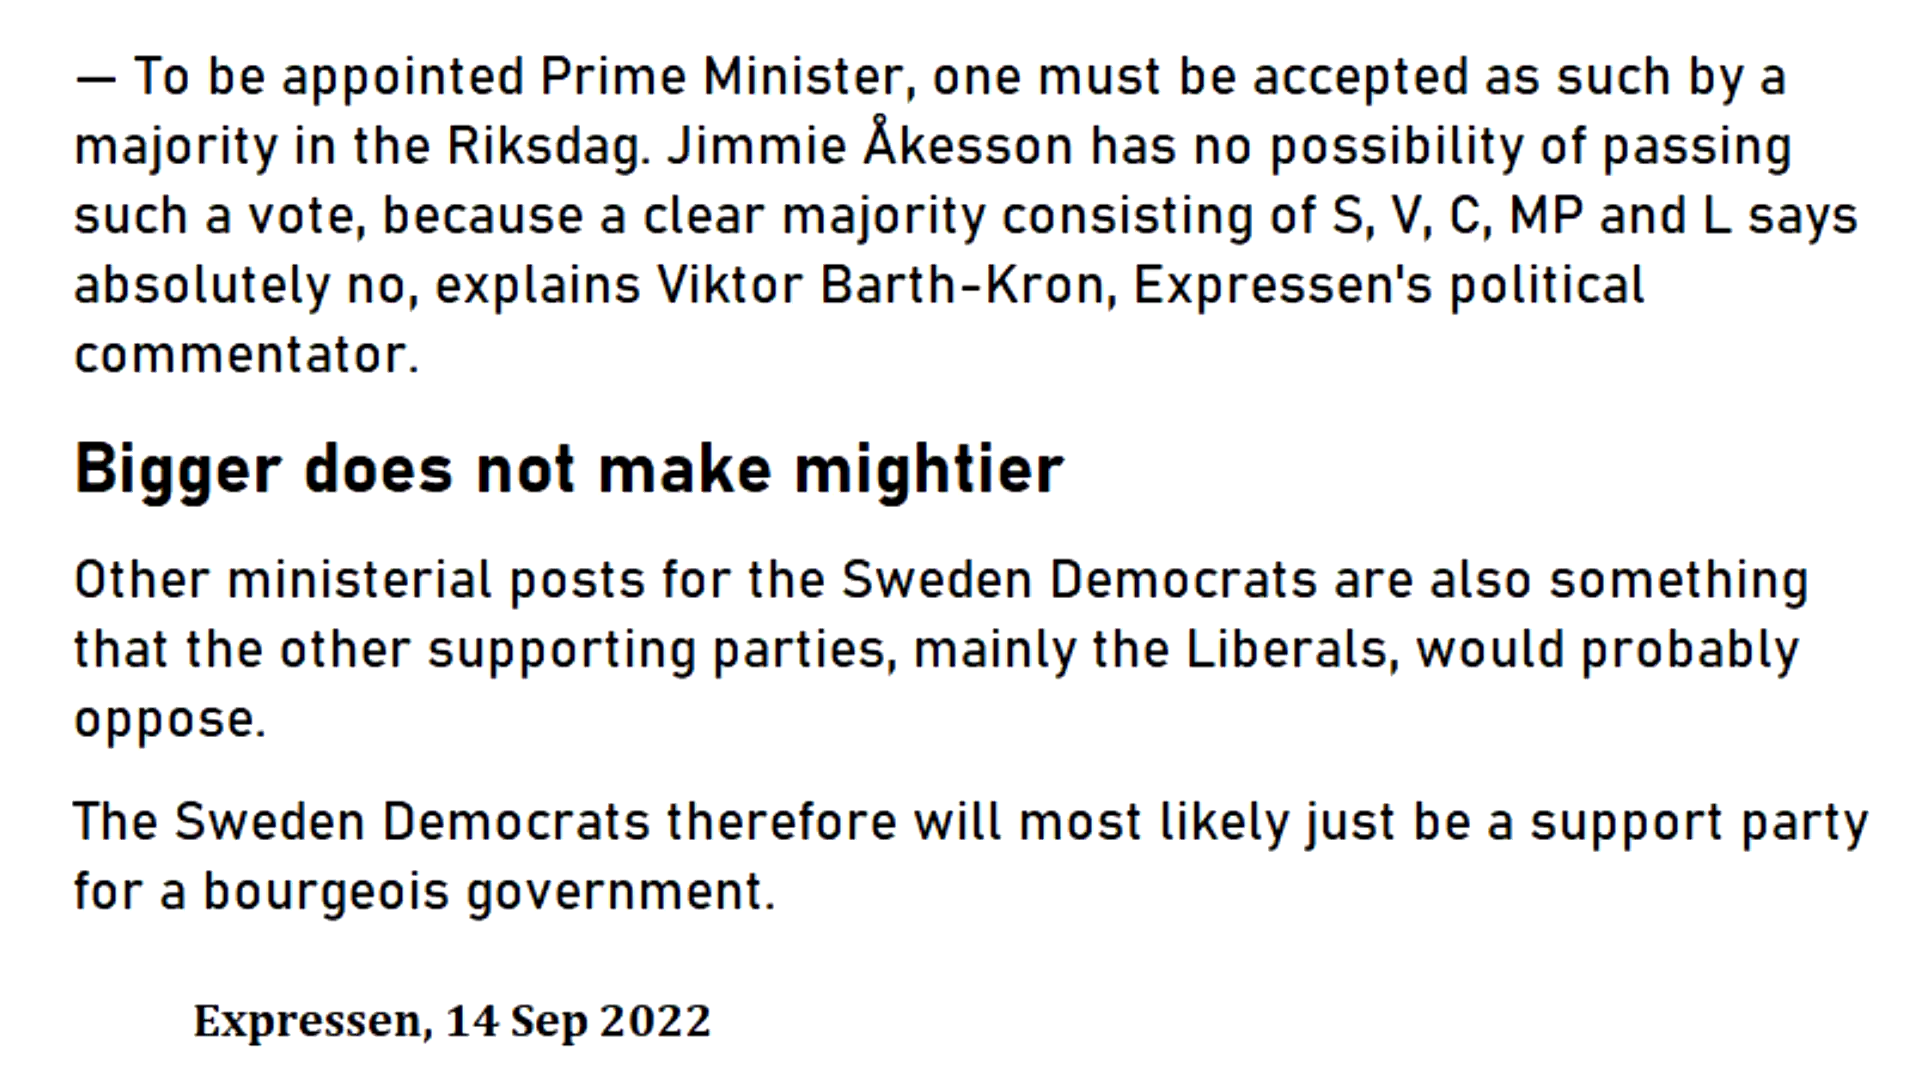 — To be appointed Prime Minister, one must be accepted as such by a
majority in the Riksdag. Jimmie Åkesson has no possibility of passing
such a vote, because a clear majority consisting of S, V, C, MP and L says
absolutely no, explains Viktor Barth-Kron, Expressen's political
commentator.
Bigger does not make mightier
Other ministerial posts for the Sweden Democrats are also something
that the other supporting parties, mainly the Liberals, would probably
oppose.
The Sweden Democrats therefore will most likely just be a support party
for a bourgeois government.
Expressen, 14 Sep 2022